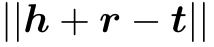 ||h + r − t||